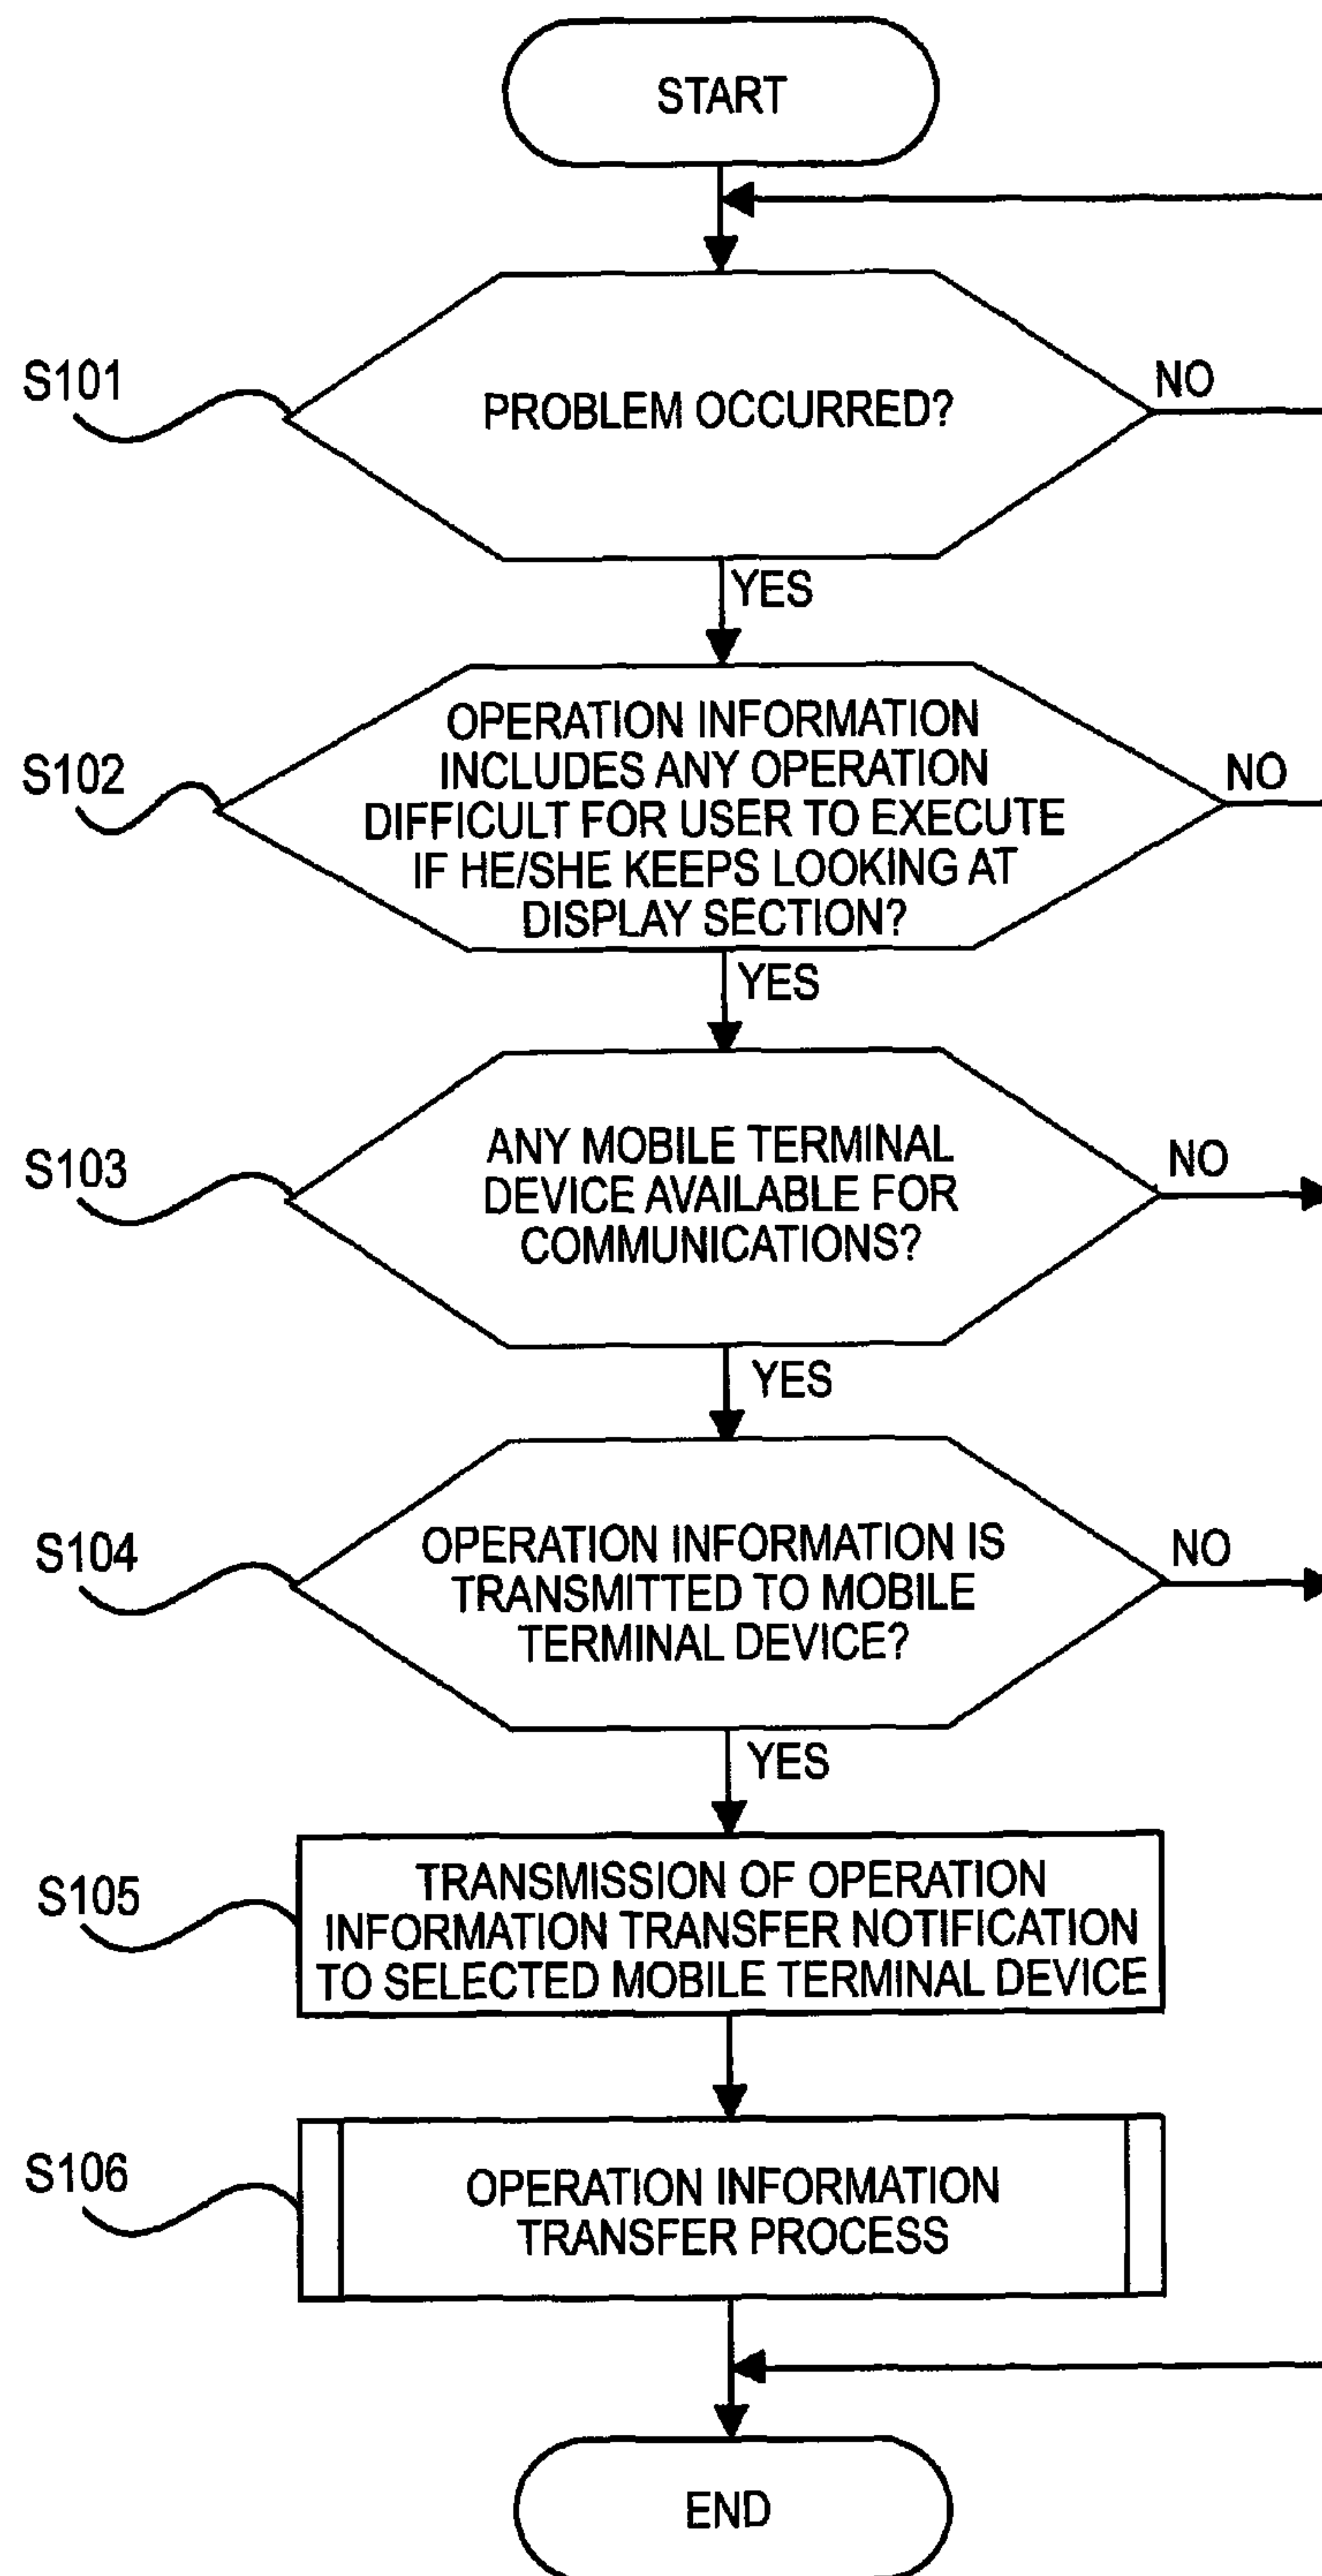 START
S101
PROBLEM OCCURRED?
NO
YES
S102
OPERATION INFORMATION
INCLUDES ANY OPERATION
DIFFICULT FOR USER TO EXECUTE
IF HE/SHE KEEPS LOOKING AT
DISPLAY SECTION?
NO
YES
S103
ANY MOBILE TERMINAL
DEVICE AVAILABLE FOR
COMMUNICATIONS?
NO
YES
S104
OPERATION INFORMATION IS
TRANSMITTED TO MOBILE
TERMINAL DEVICE?
NO
YES
S105
TRANSMISSION OF OPERATION
INFORMATION TRANSFER NOTIFICATION
TO SELECTED MOBILE TERMINAL DEVICE
S106
OPERATION INFORMATION
TRANSFER PROCESS
END